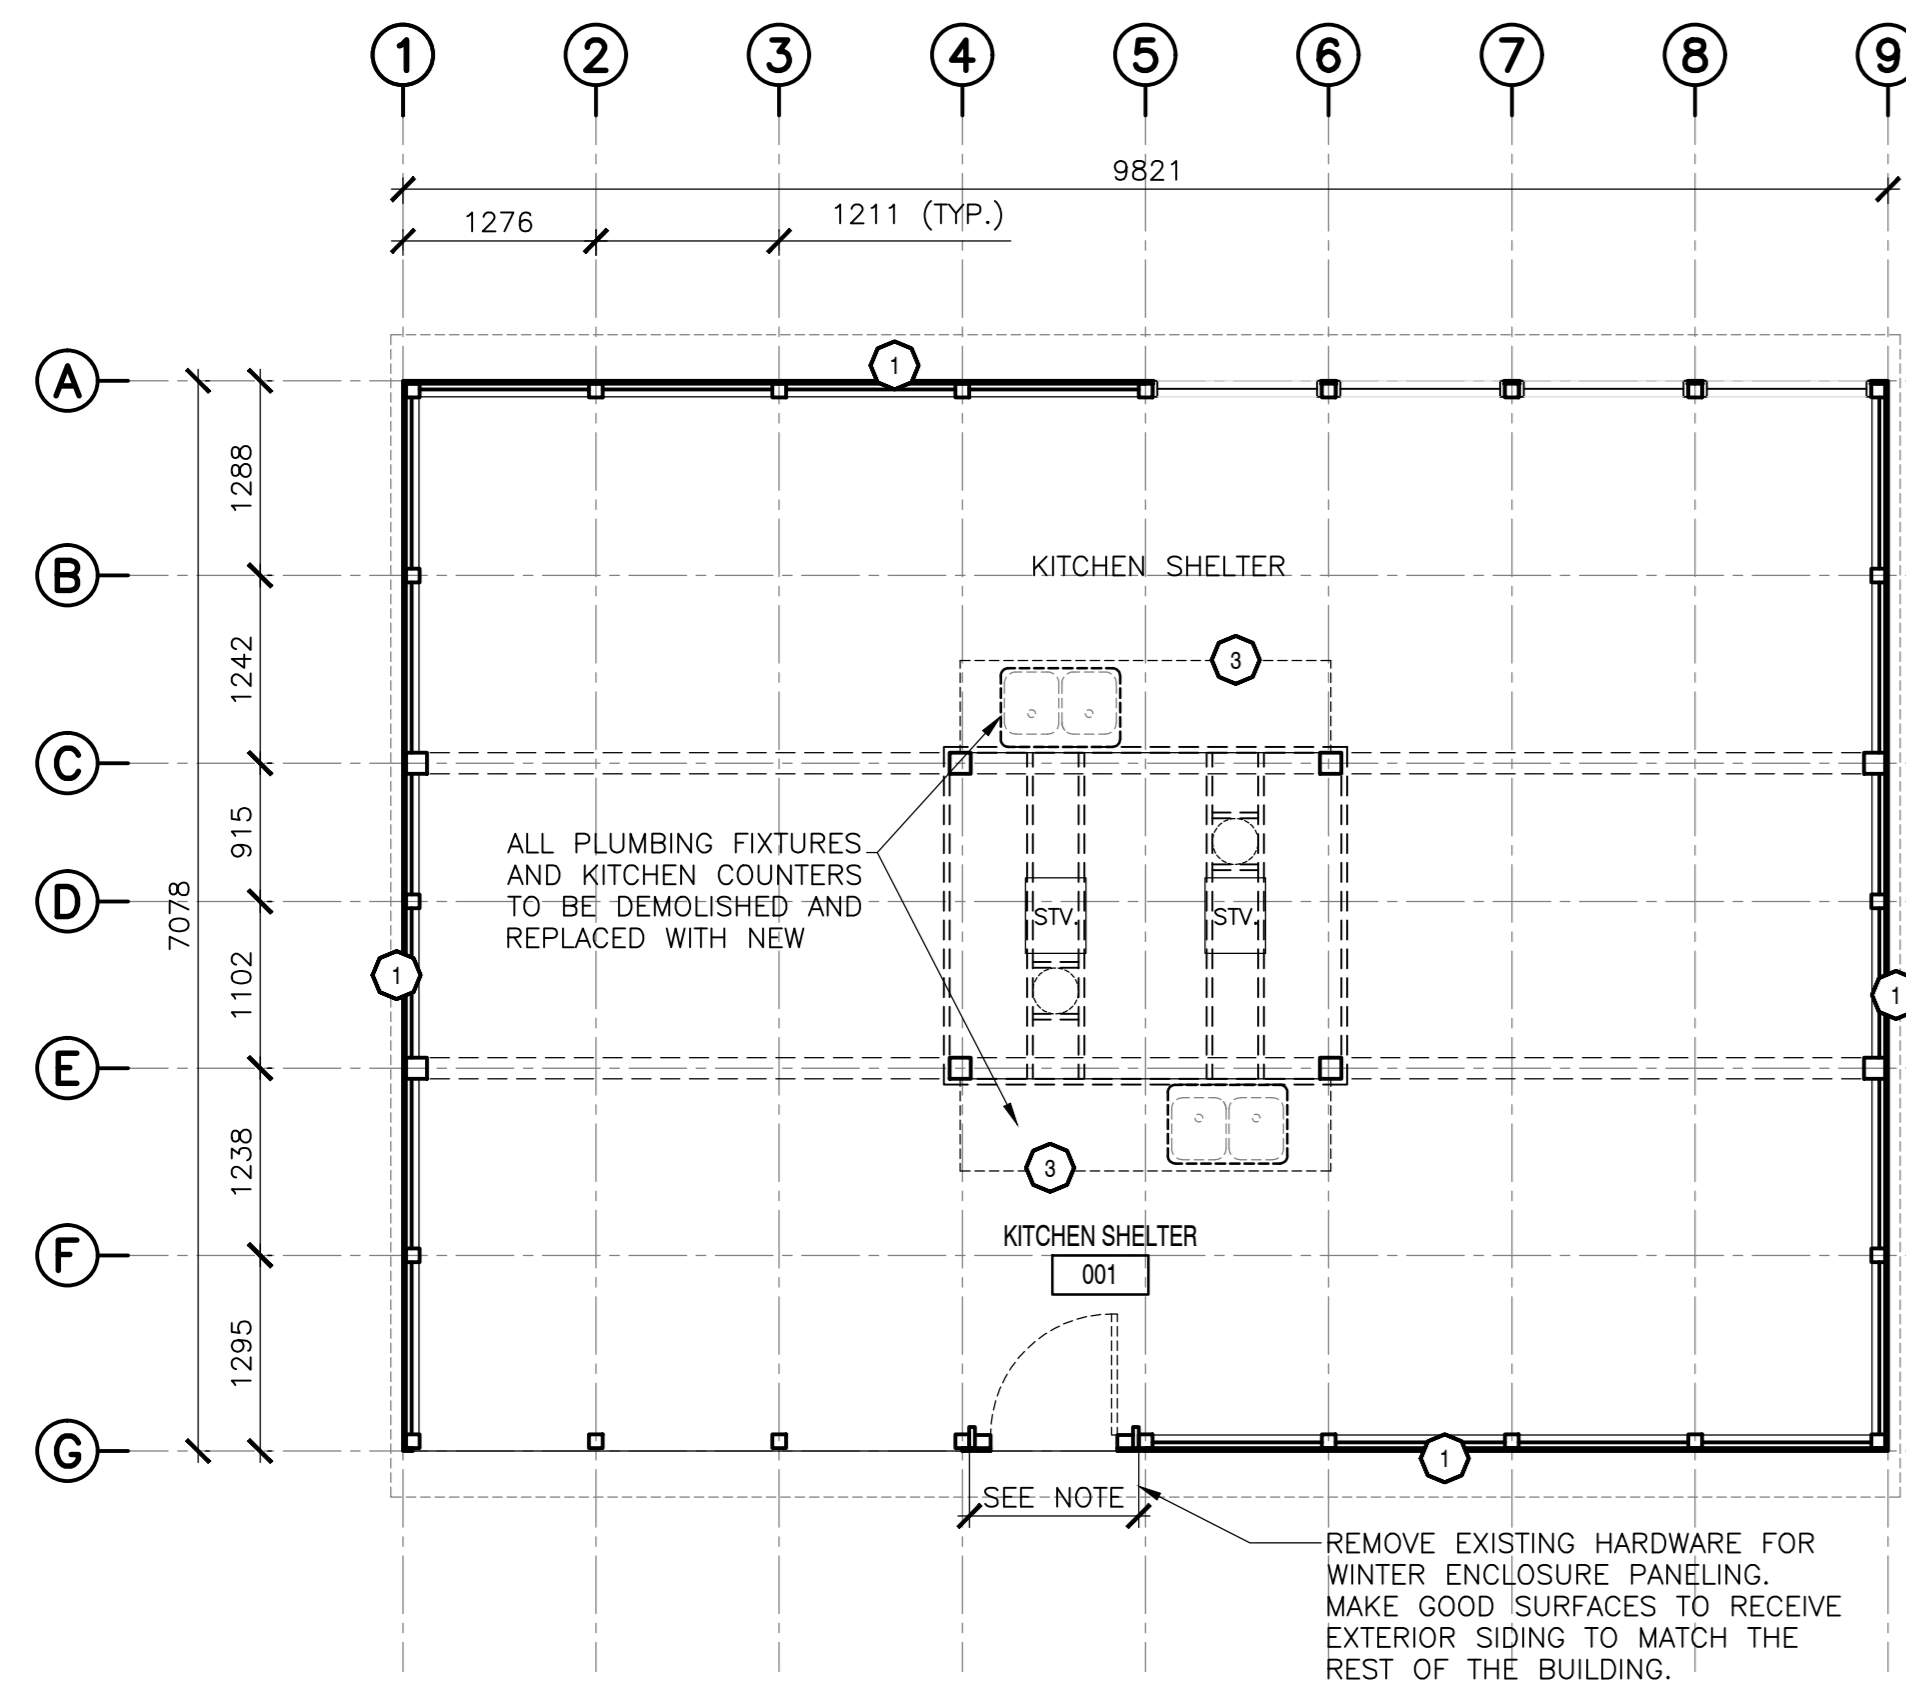 1 2 3 4 5 6 7 8 9
9821
1276
1211 (TYP.)
A
1
1288
B
KITCHEN SHELTER
1242
3
C
915
ALL PLUMBING FIXTURES
AND KITCHEN COUNTERS
TO BE DEMOLISHED AND
REPLACED WITH NEW
D
7078
STV.
STV.
1
1
1102
E
1238
3
KITCHEN SHELTER
001
F
1295
G
1
SEE NOTE
REMOVE EXISTING HARDWARE FOR
WINTER ENCLOSURE PANELING.
MAKE GOOD SURFACES TO RECEIVE
EXTERIOR SIDING TO MATCH THE
REST OF THE BUILDING.